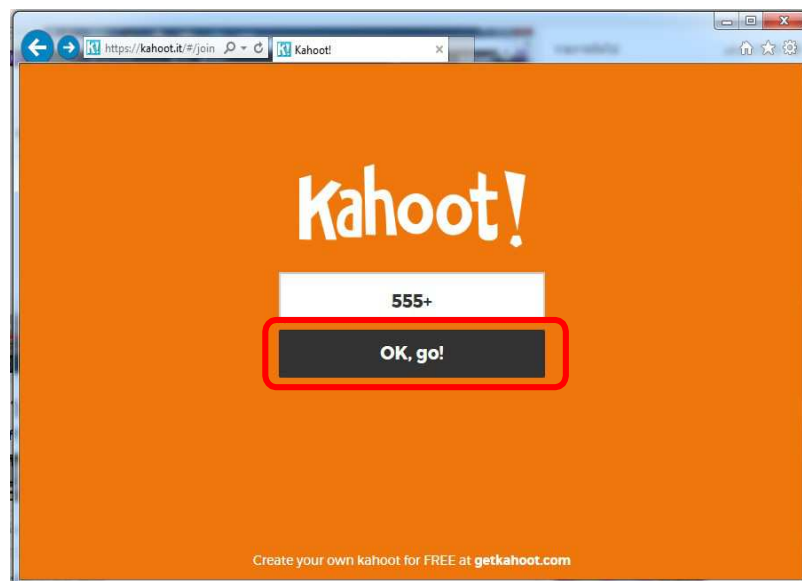 https://kahoot.it/#/join
Kahoot!
Kahoot!
555+
OK, go!
Create your own kahoot for FREE at getkahoot.com